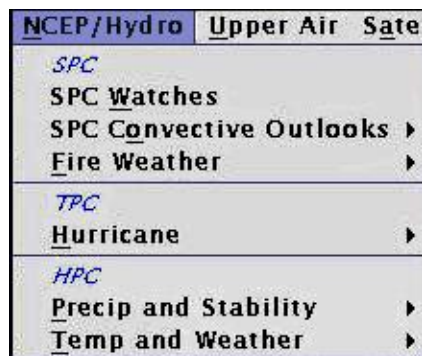 NCEP/Hydro Upper Air Sate
SPC
SPC Watches
SPC Convective Outlooks
Fire Weather
TPC
Hurricane
HPC
Precip and Stability
Temp and Weather